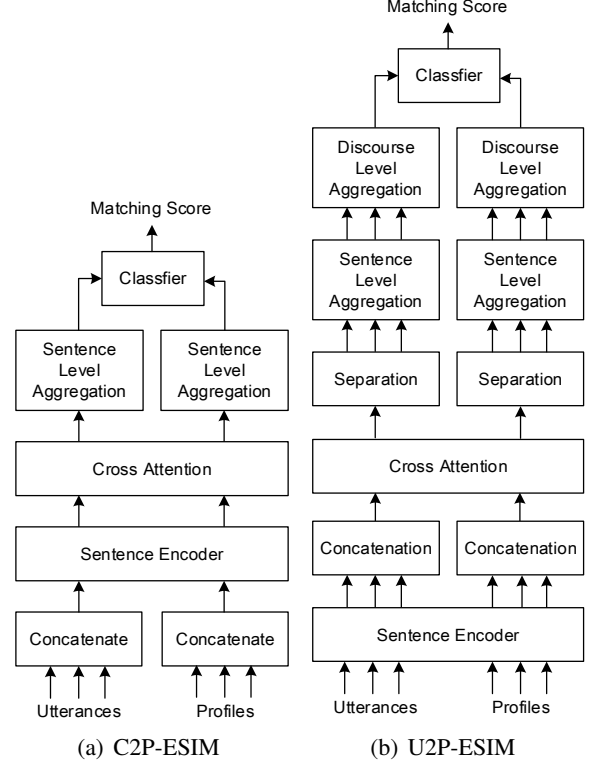 Matching Score
Classfier
Sentence
Level
Aggregation
Sentence
Level
Aggregation
Cross Attention
Sentence Encoder
Concatenate
Concatenate
Utterances
Profiles
(a) C2P-ESIM
Matching Score
Classfier
Discourse
Level
Aggregation
Discourse
Level
Aggregation
Sentence
Level
Aggregation
Sentence
Level
Aggregation
Separation
Separation
Cross Attention
Concatenation
Concatenation
Sentence Encoder
Utterances
Profiles
(b) U2P-ESIM